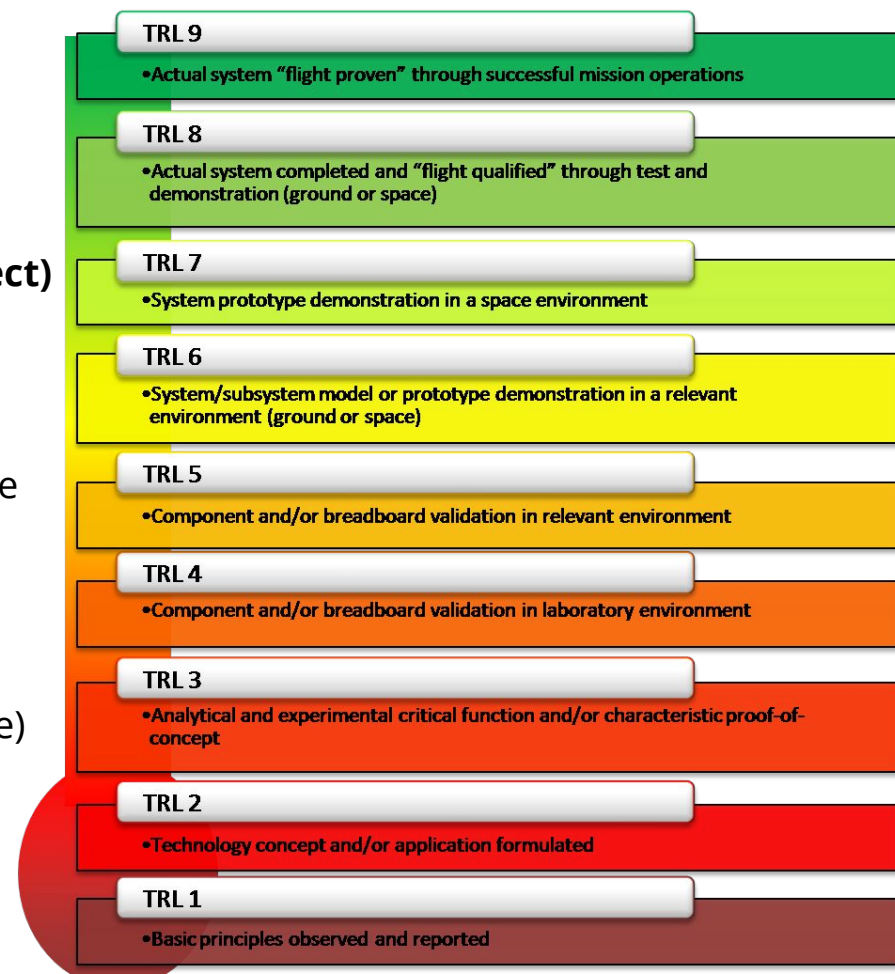 TRL 9
•Actual system “flight proven” through successful mission operations
TRL 8
•Actual system completed and “flight qualified” through test and
demonstration (ground or space)
ect)
TRL 7
•System prototype demonstration in a space environment
TRL 6
•System/subsystem model or prototype demonstration in a relevant
environment (ground or space)
TRL 5
e
•Component and/or breadboard validation in relevant environment
TRL 4
•Component and/or breadboard validation in laboratory environment
TRL 3
•Analytical and experimental critical function and/or characteristic proof-of-
concept
e)
TRL 2
•Technology concept and/or application formulated
TRL 1
•Basic principles observed and reported